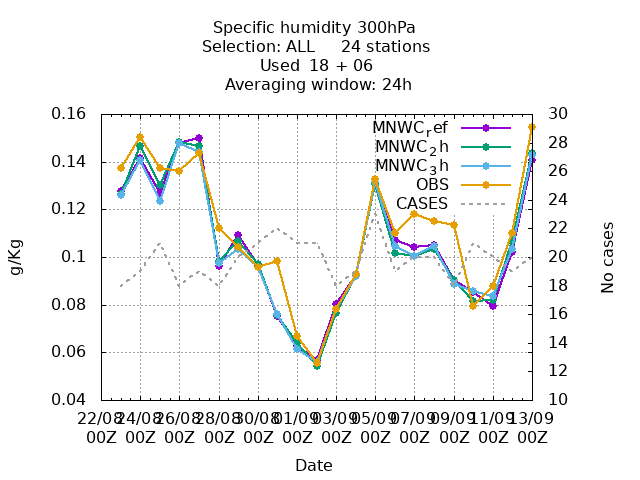 Specific humidity 300hPa
Selection: ALL 24 stations
Used 18 + 06
Averaging window: 24h
0.16
0.14
0.12
0.1
0.08
0.06
0.04
g/Kg
30
28
26
24
22
20
18
16
14
12
10
No cases
MNWC_ref
MNWC_2h
MNWC_3h
OBS
CASES
22/08 24/08 26/08 28/08 30/08 01/09 03/09 05/09 07/09 09/09 11/09 13/09
00Z 00Z 00Z 00Z 00Z 00Z 00Z 00Z 00Z 00Z 00Z 00Z
Date